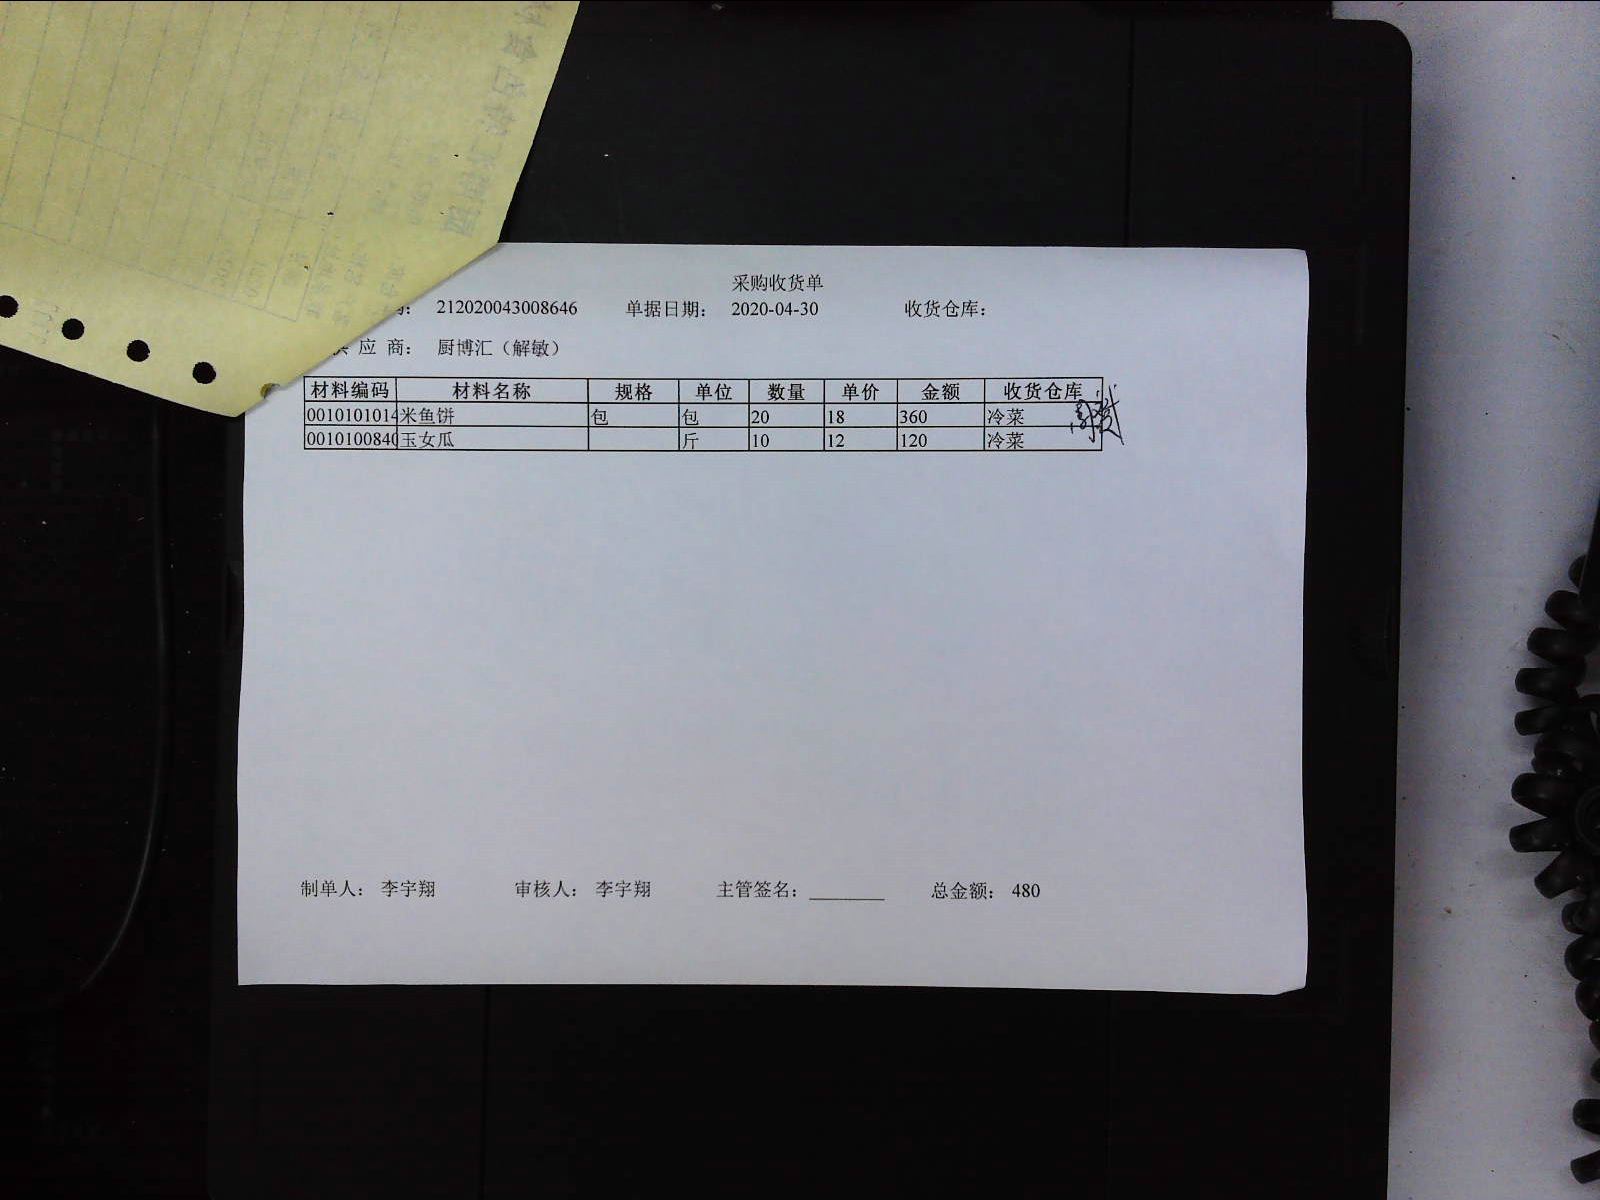 采购收货单
212020043008646 单据日期： 2020-04-30 收货仓库：
应 商： 厨博汇（解敏）
材料编码 材料名称 规格 单位 数量 单价 金额 收货仓库
0010101014 米鱼饼 包 包 20 18 360 冷菜
0010100840 玉女瓜 斤 10 12 120 冷菜
制单人： 李宇翔 审核人： 李宇翔 主管签名： 总金额： 480